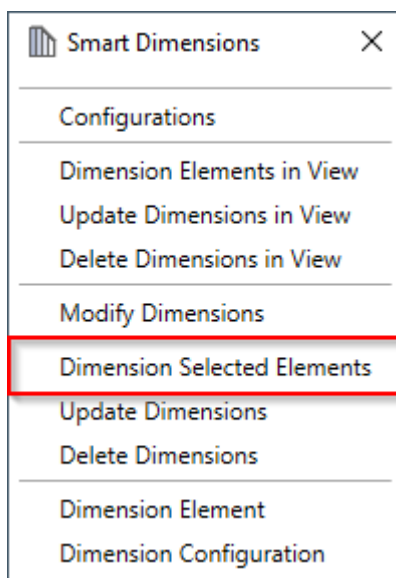 Smart Dimensions
Configurations
Dimension Elements in View
Update Dimensions in View
Delete Dimensions in View
Modify Dimensions
Dimension Selected Elements
Update Dimensions
Delete Dimensions
Dimension Element
Dimension Configuration